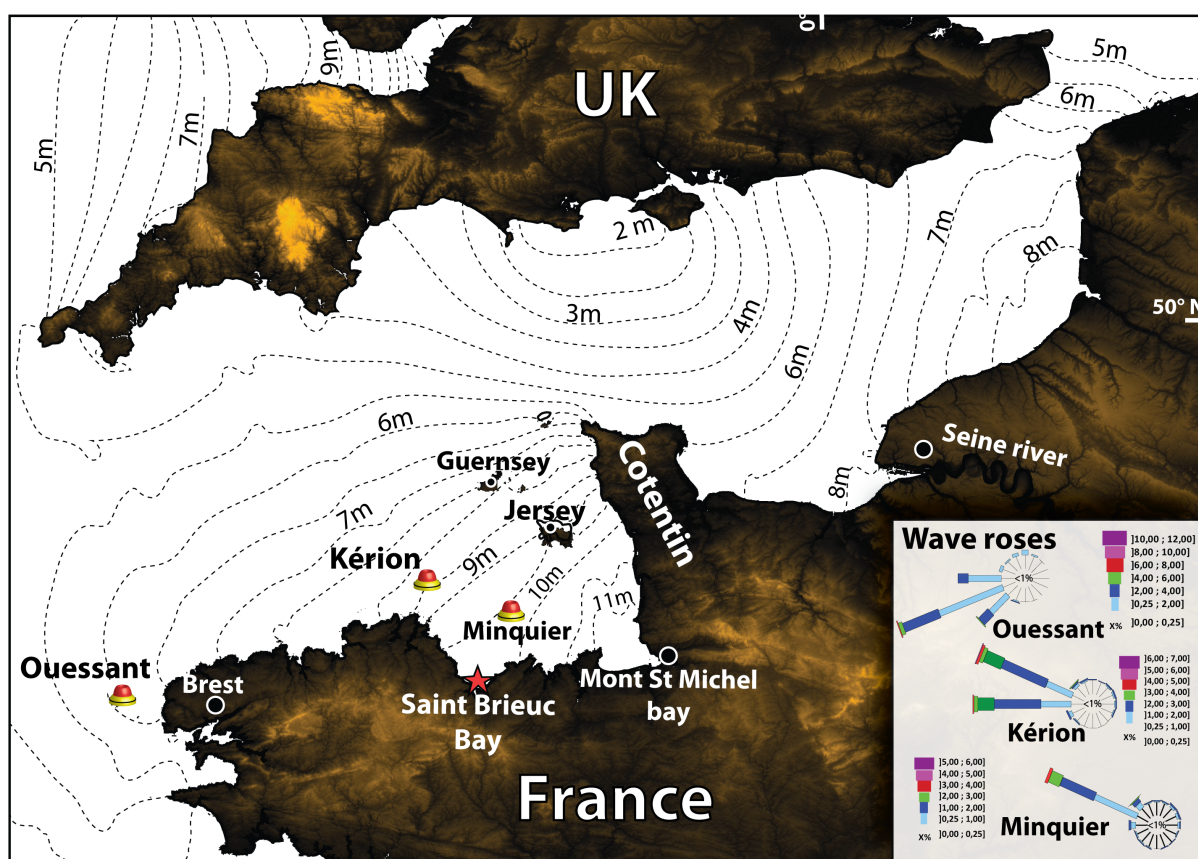 0°
5m
9m
UK
6m
7m
5m
2 m
7m
8m
3m
4m
50° N
6m
6m
Guernsey
Cotentin
Seine river
7m
Jersey
8m
Kérion
9m
10m
11m
Minquier
Ouessant
Brest
Saint Brieuc
Bay
Mont St Michel
bay
France
Wave roses
<1%
]10,00 ; 12,00]
]8,00 ; 10,00]
]6,00 ; 8,00]
]4,00 ; 6,00]
]2,00 ; 4,00]
]0,25 ; 2,00]
X% ]0,00 ; 0,25]
Ouessant
<1%
]6,00 ; 7,00]
]5,00 ; 6,00]
]4,00 ; 5,00]
]3,00 ; 4,00]
]2,00 ; 3,00]
]1,00 ; 2,00]
]0,25 ; 1,00]
X% ]0,00 ; 0,25]
Kérion
]5,00 ; 6,00]
]4,00 ; 5,00]
]3,00 ; 4,00]
]2,00 ; 3,00]
]1,00 ; 2,00]
]0,25 ; 1,00]
X% ]0,00 ; 0,25]
<1%
Minquier